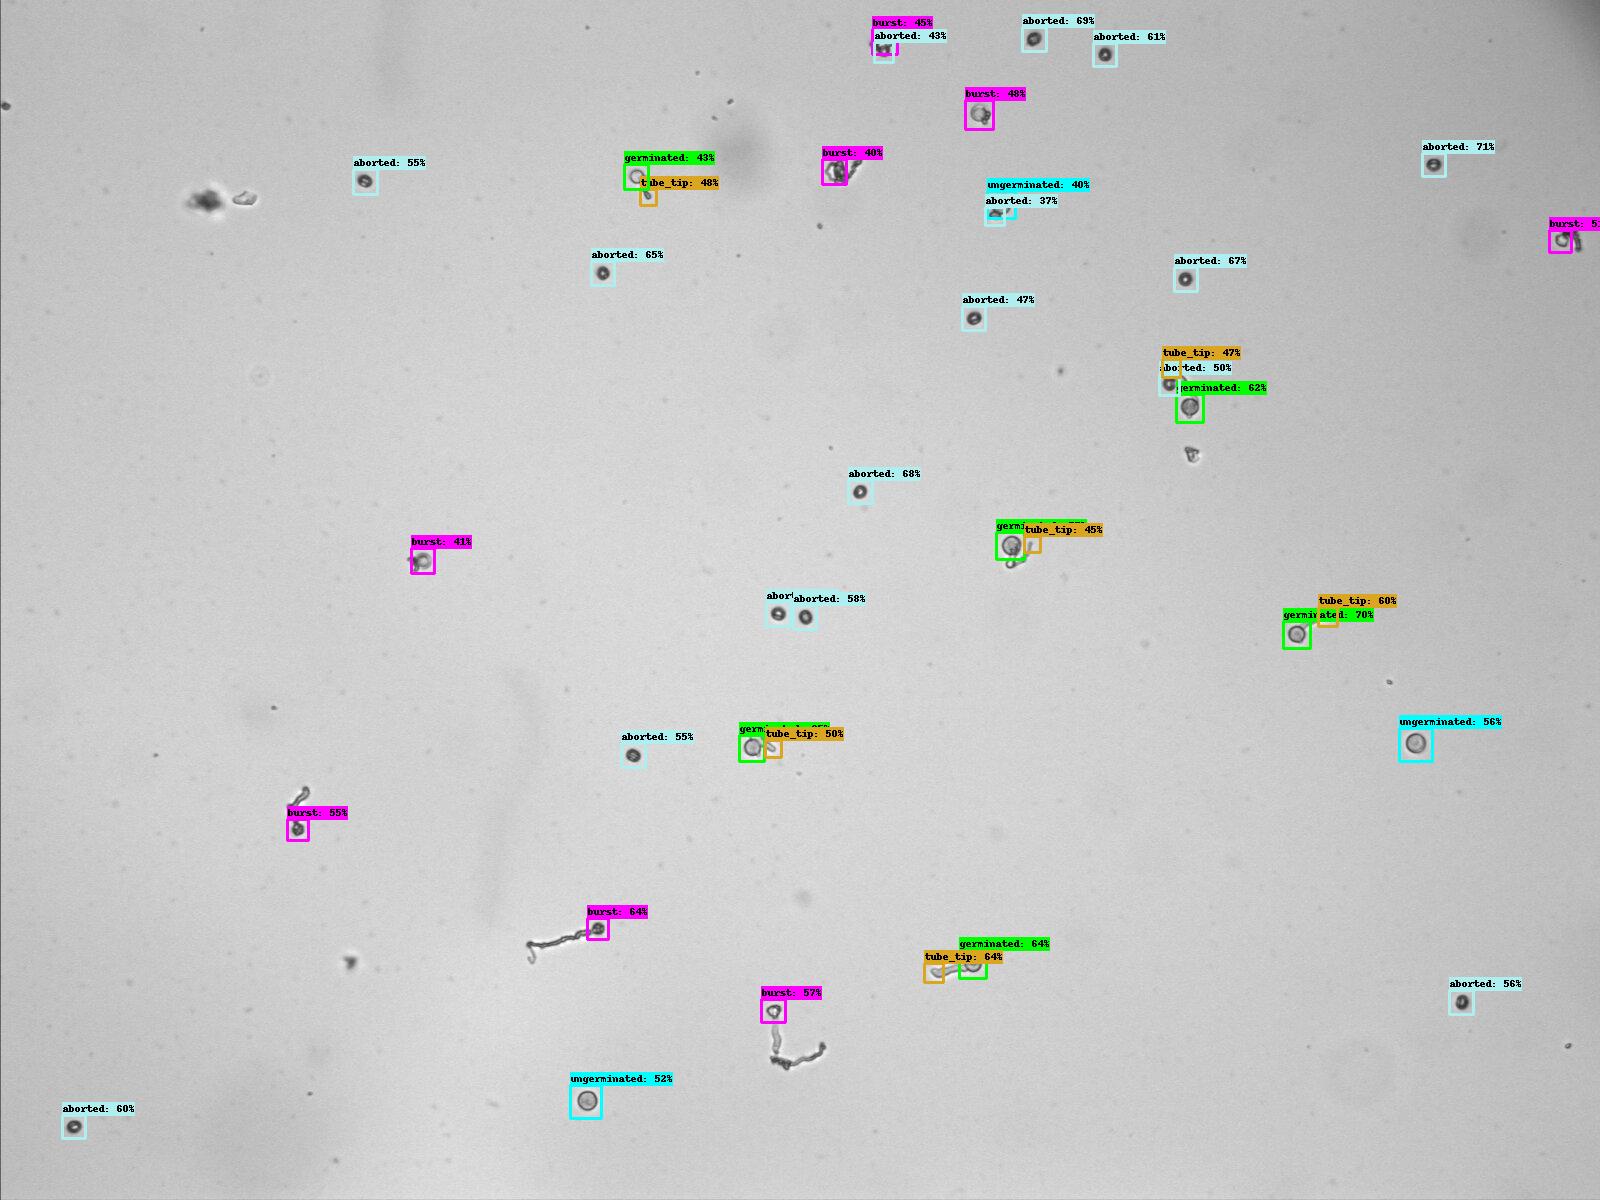 burst: 45%
aborted: 43%
aborted: 69%
aborted: 61%
burst: 48%
aborted: 71%
burst: 40%
germinated: 43%
tube_tip: 48%
aborted: 55%
ungerminated: 40%
aborted: 37%
burst:
aborted: 65%
aborted: 67%
aborted: 47%
tube_tip: 47%
aborted: 50%
germinated: 62%
aborted: 68%
tube_tip: 45%
burst: 41%
aborted: 58%
tube_tip: 60%
germinated: 70%
ungerminated: 56%
tube_tip: 50%
aborted: 55%
burst: 55%
burst: 64%
germinated: 64%
tube_tip: 64%
aborted: 56%
burst: 57%
ungerminated: 52%
aborted: 60%